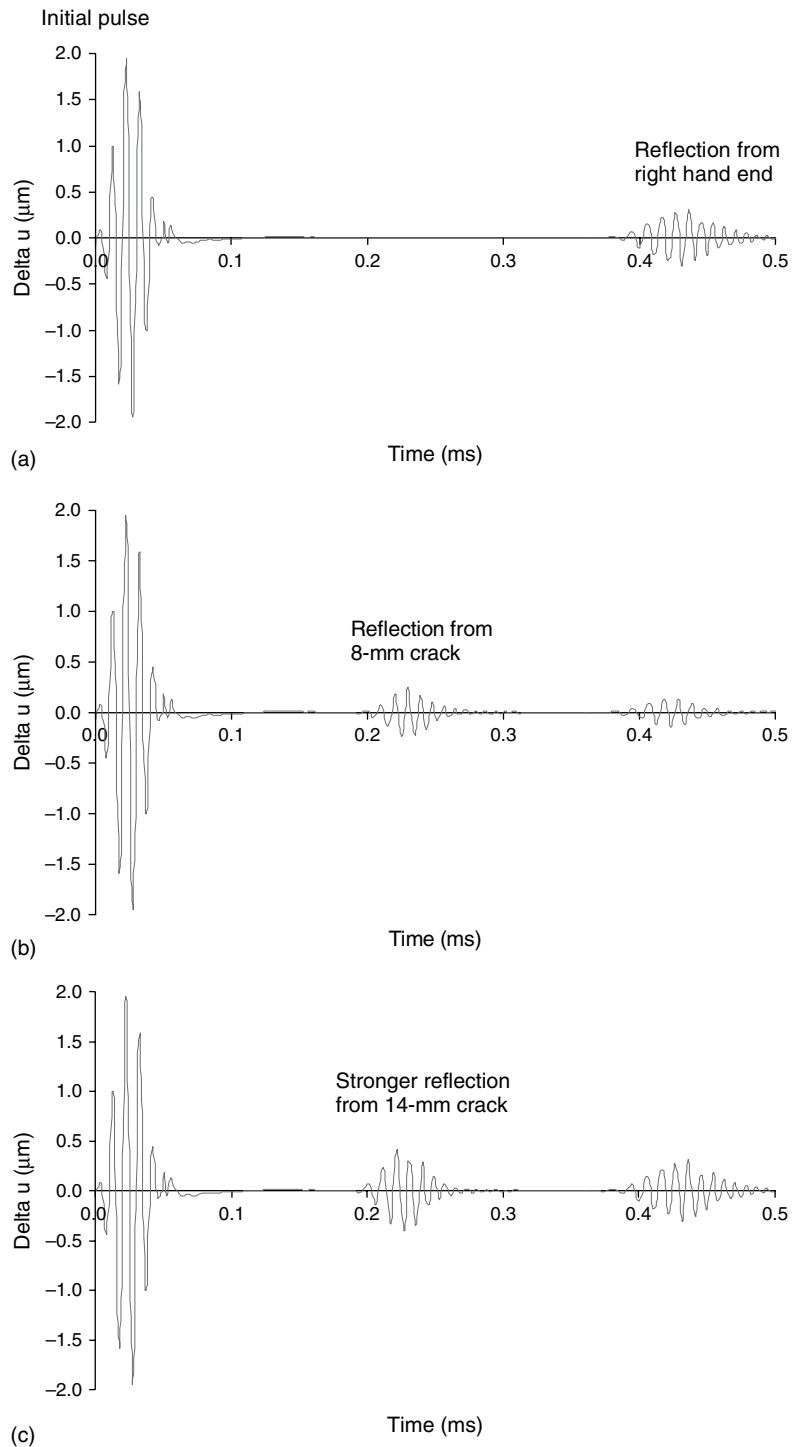 Initial pulse
2.0
1.5
1.0
0.5
0.0
–0.5
–1.0
–1.5
–2.0
Delta u (μm)
0.0
0.1
0.2
0.3
0.4
0.5
Reflection from
right hand end
Time (ms)
(a)
2.0
1.5
1.0
0.5
0.0
–0.5
–1.0
–1.5
–2.0
Delta u (μm)
0.0
0.1
0.2
0.3
0.4
0.5
Reflection from
8-mm crack
Time (ms)
(b)
2.0
1.5
1.0
0.5
0.0
–0.5
–1.0
–1.5
–2.0
Delta u (μm)
0.0
0.1
0.2
0.3
0.4
0.5
Stronger reflection
from 14-mm crack
Time (ms)
(c)